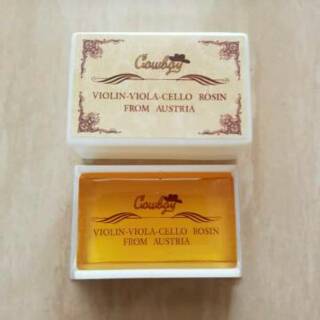 Cowboy
VIOLIN-VIOLA-CELLO ROSIN
FROM AUSTRIA
Cowboy
VIOLIN-VIOLA-CELLO ROSIN
FROM AUSTRIA